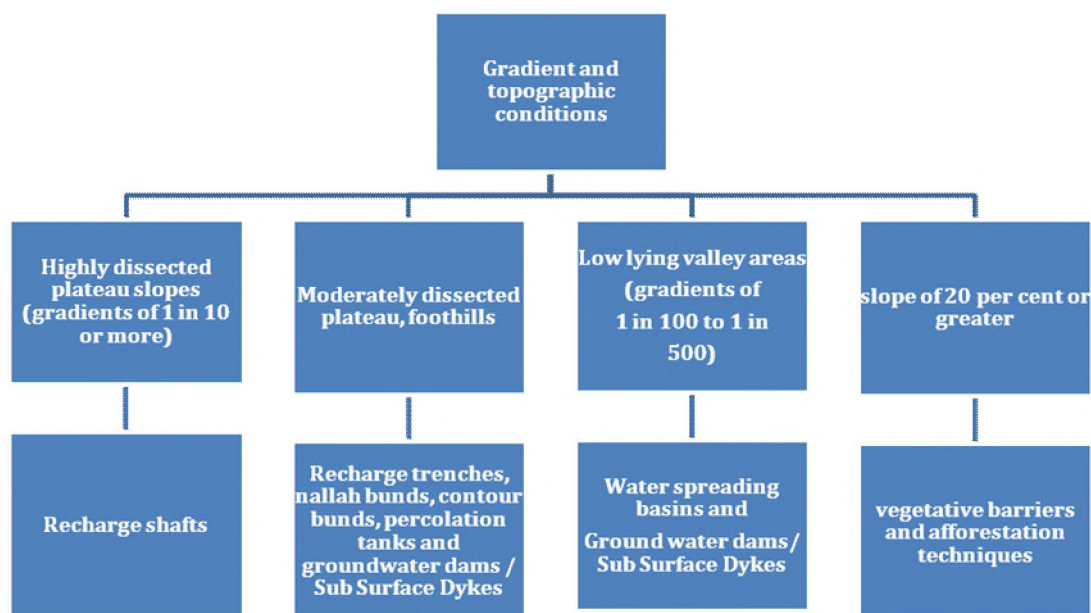 Gradient and
topographic
conditions
Highly dissected
plateau slopes
(gradients of 1 in 10
or more)
Moderately dissected
plateau, foothills
Low lying valley areas
(gradients of
1 in 100 to 1 in
500)
slope of 20 per cent or
greater
Recharge shafts
Recharge trenches,
nallah bunds, contour
bunds, percolation
tanks and
groundwater dams /
Sub Surface Dykes
Water spreading
basins and
Ground water dams/
Sub Surface Dykes
vegetative barriers
and afforestation
techniques